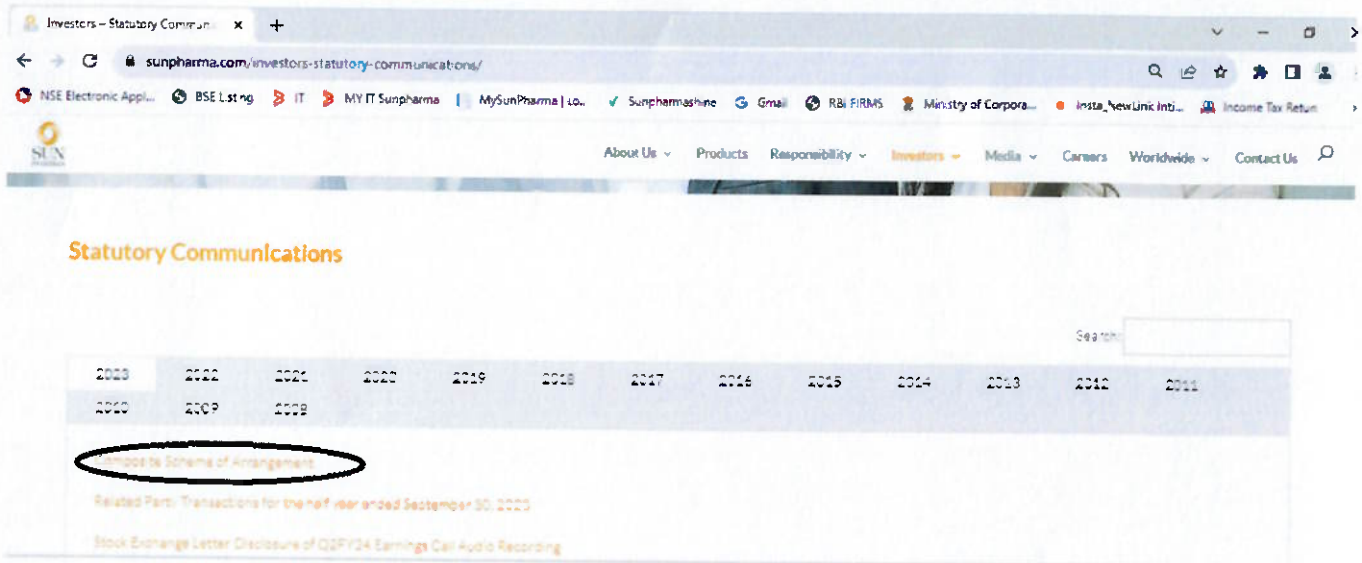 Investors – Statutory Commun
sunpharma.com/investors-statutory-communications/
NSE Electronic Appl... BSE Listing IT MY IT Sunpharma MySunPharma | Lo... Sunpharmashine Gmail RBI FIRMS Ministry of Corpora... Insta_NewLink Inti... Income Tax Return
SUN
About Us Products Responsibility Investors Media Careers Worldwide Contact Us
Statutory Communications
Search:
2023 2022 2021 2020 2019 2018 2017 2016 2015 2014 2013 2012 2011
2010 2009 2008
Composite Scheme of Arrangement
Related Party Transactions for the half year ended September 30, 2023
Stock Exchange Letter Disclosure of Q2FY24 Earnings Call Audio Recording